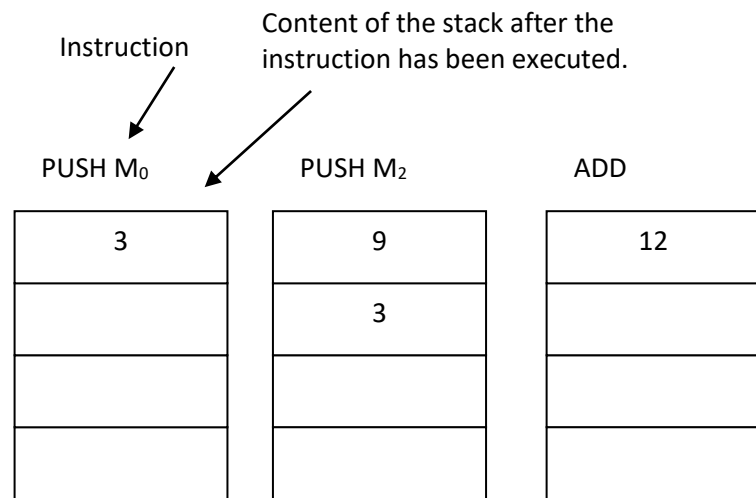 Content of the stack after the
Instruction
instruction has been executed.
PUSH M₀
PUSH M₂
ADD
3
9
12
3